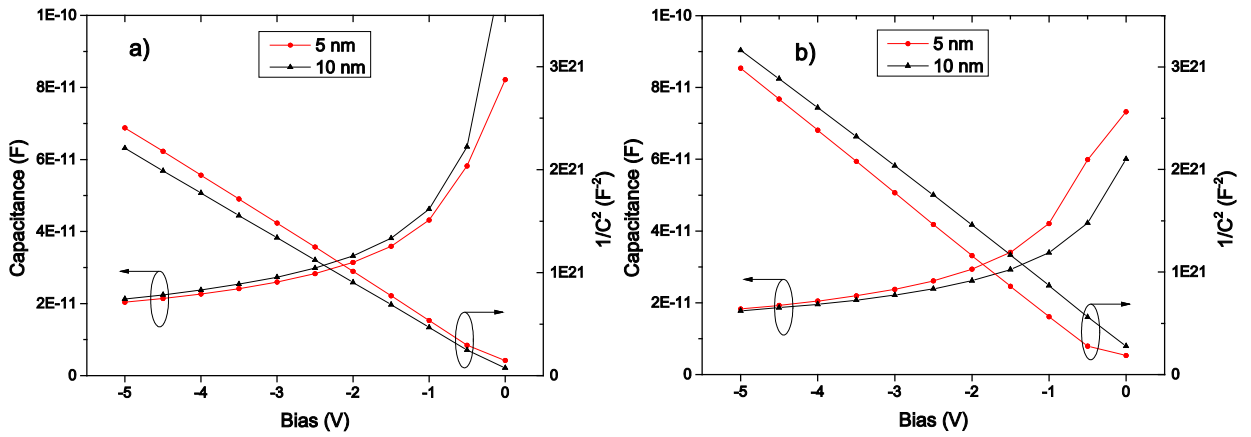 a)
5 nm
10 nm
Capacitance (F)
1E-10
8E-11
6E-11
4E-11
2E-11
0
-5
-4
-3
-2
-1
0
Bias (V)
3E21
2E21
1E21
0
1/C² (F⁻²)
b)
5 nm
10 nm
Capacitance (F)
1E-10
8E-11
6E-11
4E-11
2E-11
0
-5
-4
-3
-2
-1
0
Bias (V)
3E21
2E21
1E21
0
1/C² (F⁻²)